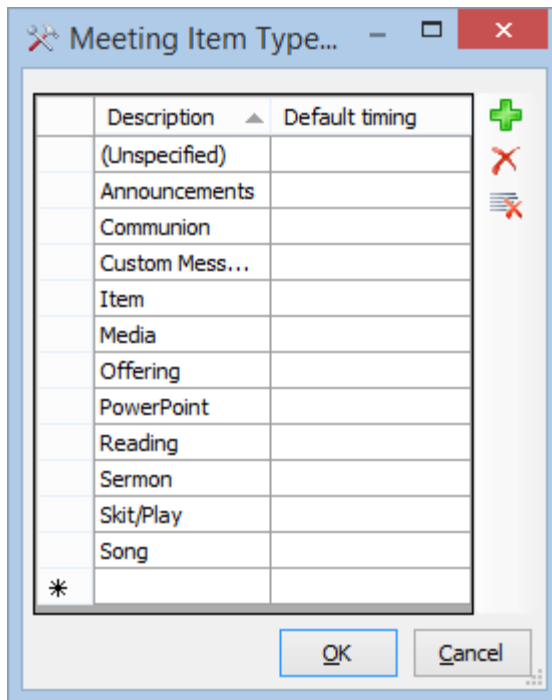 Meeting Item Type...
Description Default timing
(Unspecified)
Announcements
Communion
Custom Mess...
Item
Media
Offering
PowerPoint
Reading
Sermon
Skit/Play
Song
OK Cancel